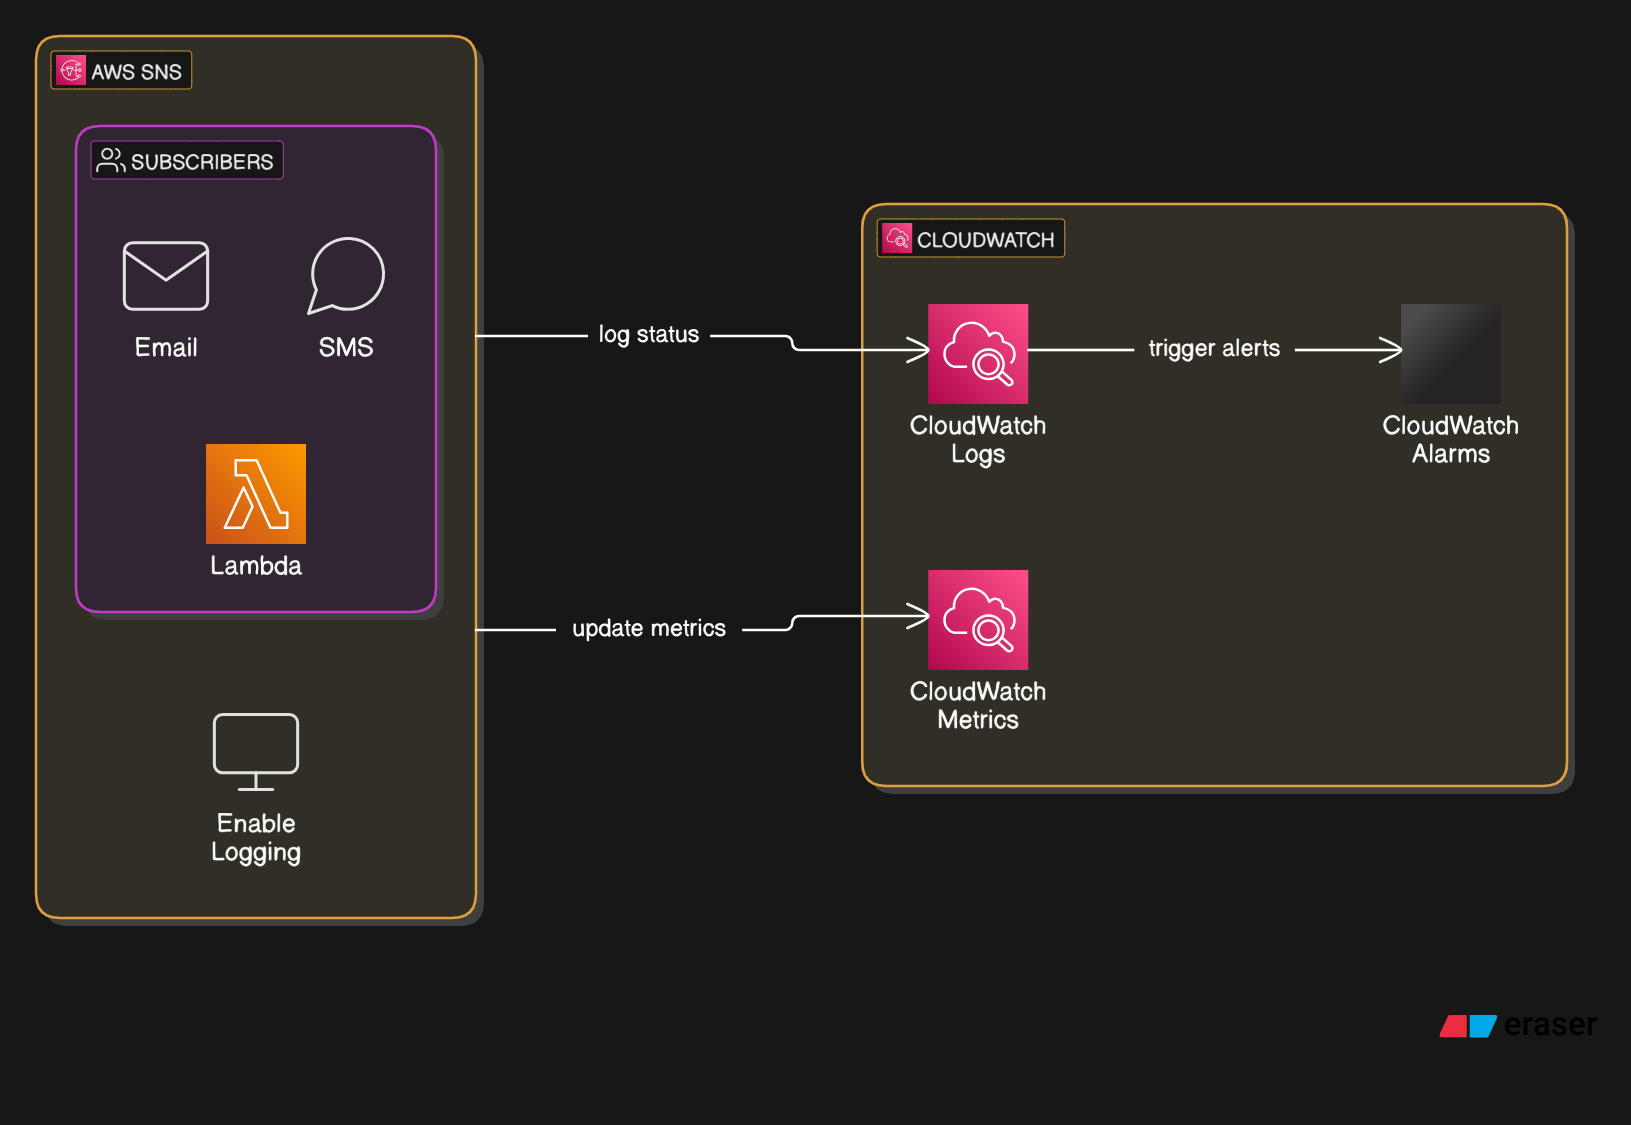 AWS SNS
SUBSCRIBERS
Email
SMS
Lambda
Enable
Logging
log status
update metrics
CLOUDWATCH
CloudWatch
Logs
trigger alerts
CloudWatch
Alarms
CloudWatch
Metrics
eraser